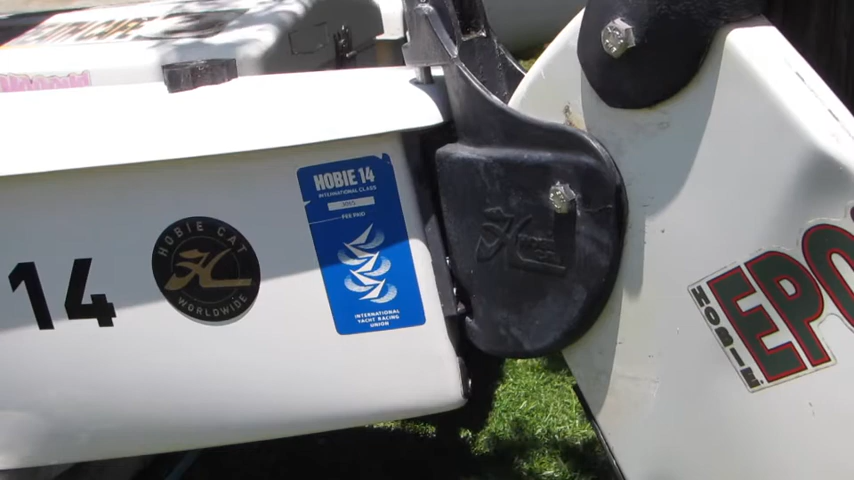 14
HOBIE CAT
WORLDWIDE
HOBIE 14
INTERNATIONAL CLASS
FEE PAID
INTERNATIONAL
YACHT RACING
UNION
HOBIE
EPO